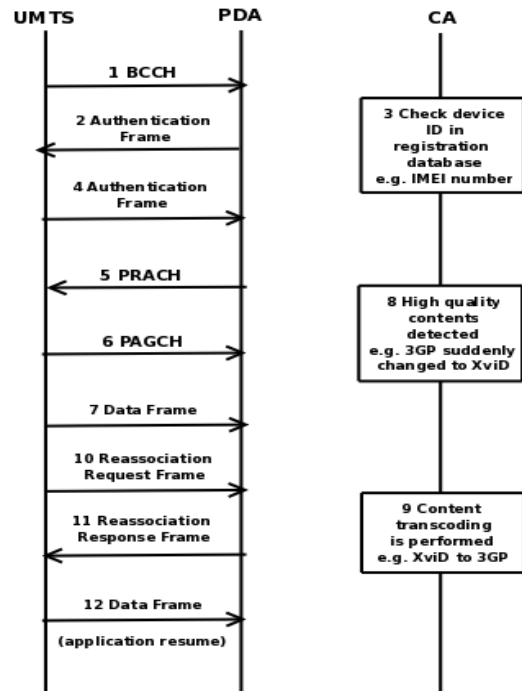 UMTS
PDA
CA
1 BCCH
2 Authentication
Frame
3 Check device
ID in
registration
database
e.g. IMEI number
4 Authentication
Frame
5 PRACH
6 PAGCH
7 Data Frame
8 High quality
contents
detected
e.g. 3GP suddenly
changed to XviD
10 Reassociation
Request Frame
11 Reassociation
Response Frame
9 Content
transcoding
is performed
e.g. XviD to 3GP
12 Data Frame
(application resume)